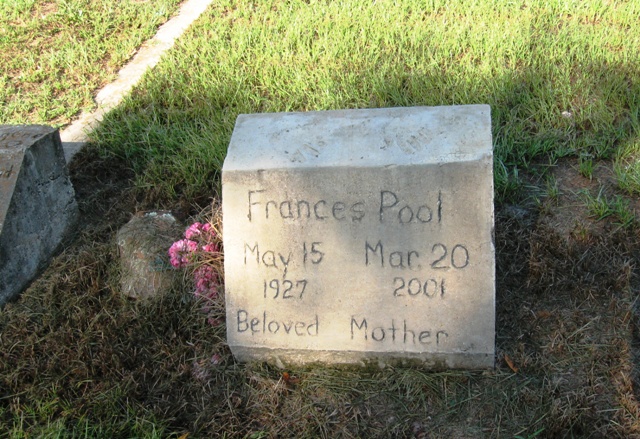 Frances Pool
May 15 Mar. 20
1927 2001
Beloved Mother